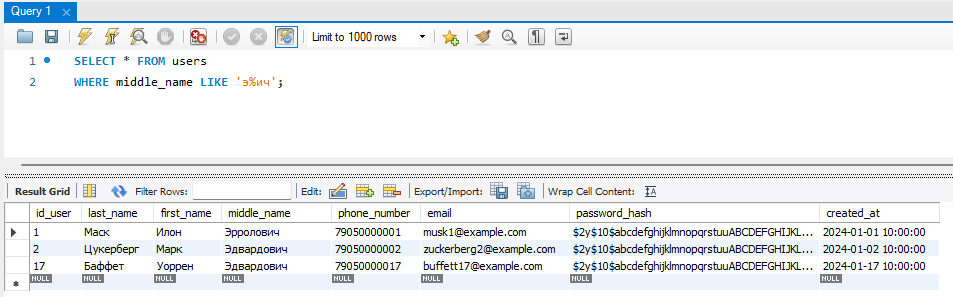 Query 1
Limit to 1000 rows
1 SELECT * FROM users
2 WHERE middle_name LIKE 'э%ич';
Result Grid Filter Rows: Edit: Export/Import: Wrap Cell Content:
id_user last_name first_name middle_name phone_number email password_hash created_at
1 Маск Илон Эрролович 79050000001 musk1@example.com $2y$10$abcdefghijklmnopqrstuuABCDEFGHIJKL... 2024-01-01 10:00:00
2 Цукерберг Марк Эдвардович 79050000002 zuckerberg2@example.com $2y$10$abcdefghijklmnopqrstuuABCDEFGHIJKL... 2024-01-02 10:00:00
17 Баффет Уоррен Эдвардович 79050000017 buffett17@example.com $2y$10$abcdefghijklmnopqrstuuABCDEFGHIJKL... 2024-01-17 10:00:00
NULL NULL NULL NULL NULL NULL NULL NULL